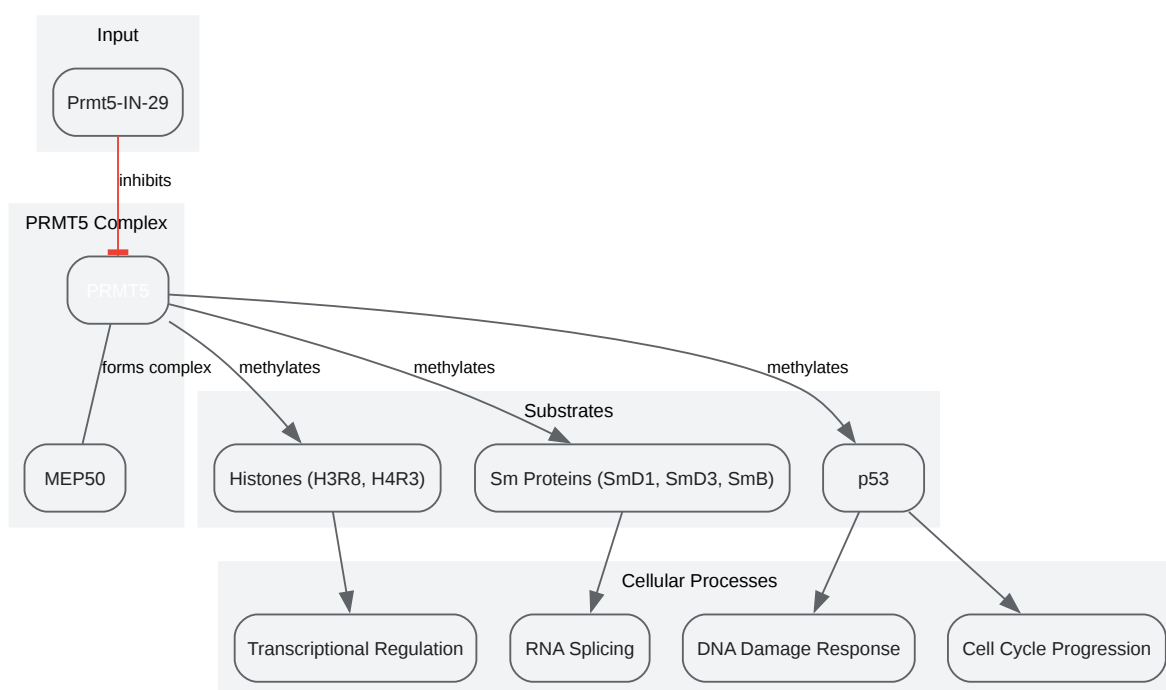 Input
Prmt5-IN-29
inhibits
PRMT5 Complex
PRMT5
forms complex
methylates
methylates
methylates
Substrates
MEP50
Histones (H3R8, H4R3)
Sm Proteins (SmD1, SmD3, SmB)
p53
Cellular Processes
Transcriptional Regulation
RNA Splicing
DNA Damage Response
Cell Cycle Progression